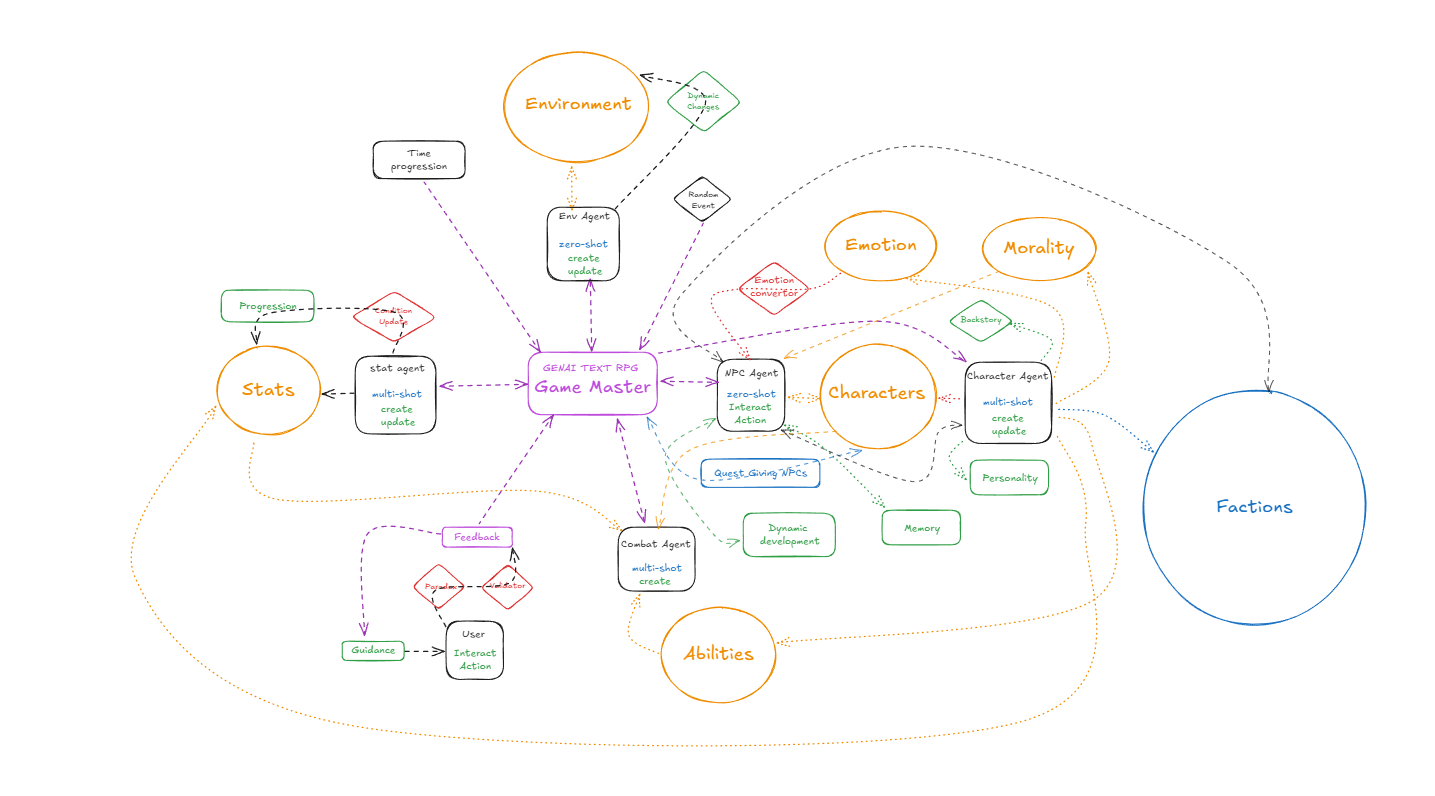 Environment
Dynamic
Changes
Time
progression
Random
Event
Env Agent
zero-shot
create
update
Emotion
Morality
Emotion
convertor
Progression
Condition
Update
Backstory
stat agent
multi-shot
create
update
Stats
GENAI TEXT RPG
Game Master
NPC Agent
zero-shot
Interact
Action
Characters
Character Agent
multi-shot
create
update
Quest_Giving NPCs
Personality
Factions
Memory
Dynamic
development
Feedback
Combat Agent
multi-shot
create
Paradox
Validator
User
Interact
Action
Guidance
Abilities